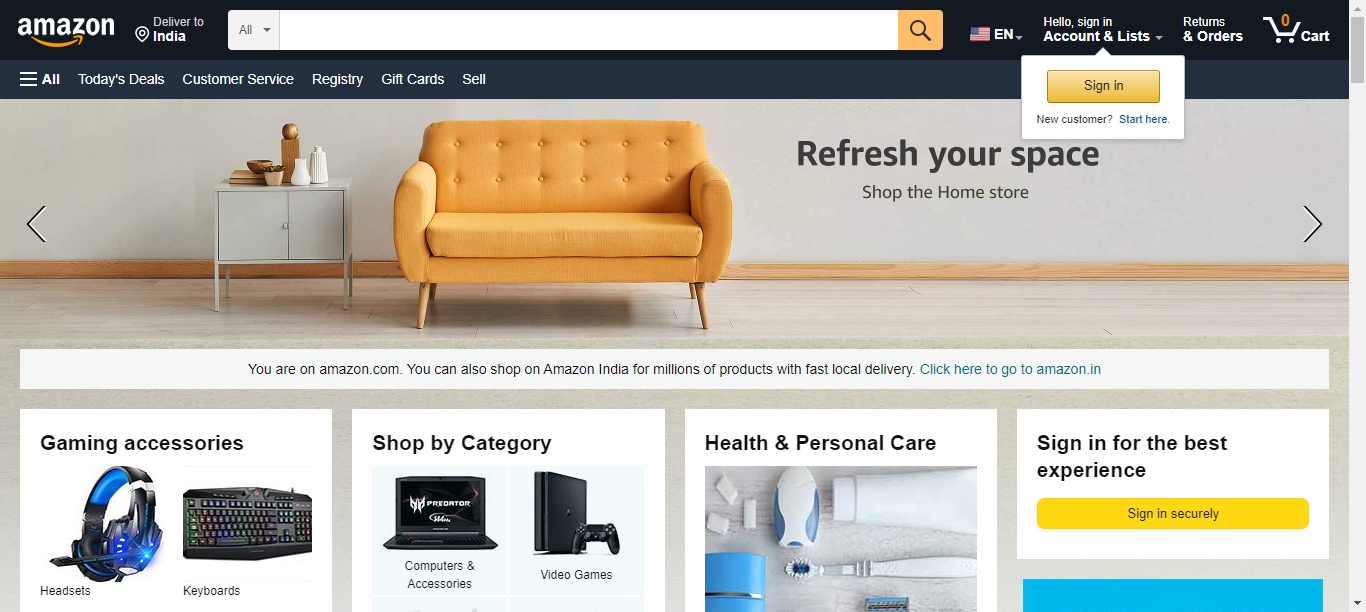 amazon
Deliver to
India
All
EN
Hello, sign in
Account & Lists
Returns
& Orders
0
Cart
All
Today's Deals
Customer Service
Registry
Gift Cards
Sell
Sign in
New customer? Start here.
Refresh your space
Shop the Home store
You are on amazon.com. You can also shop on Amazon India for millions of products with fast local delivery. Click here to go to amazon.in
Gaming accessories
Headsets
Keyboards
Shop by Category
PREDATOR
Computers &
Accessories
Video Games
Health & Personal Care
Sign in for the best
experience
Sign in securely